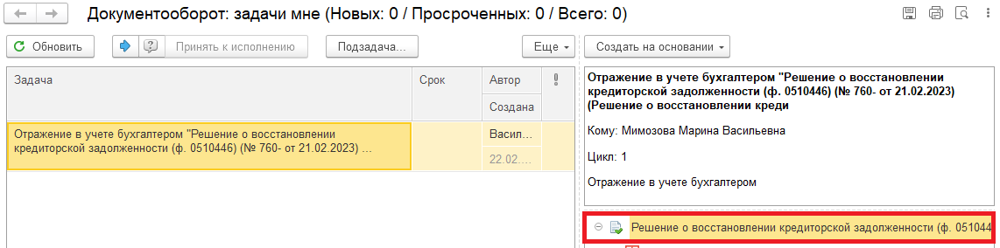 Документооборот: задачи мне (Новых: 0 / Просроченных: 0 / Всего: 0)
Обновить
Принять к исполнению
Подзадача...
Еще
Создать на основании
Задача
Срок
Автор
Создана
Отражение в учете бухгалтером "Решение о восстановлении
кредиторской задолженности (ф. 0510446) (№ 760- от 21.02.2023) ...
Васил...
22.02....
Отражение в учете бухгалтером "Решение о восстановлении
кредиторской задолженности (ф. 0510446) (№ 760- от 21.02.2023)
(Решение о восстановлении креди
Кому: Мимозова Марина Васильевна
Цикл: 1
Отражение в учете бухгалтером
Решение о восстановлении кредиторской задолженности (ф. 051044